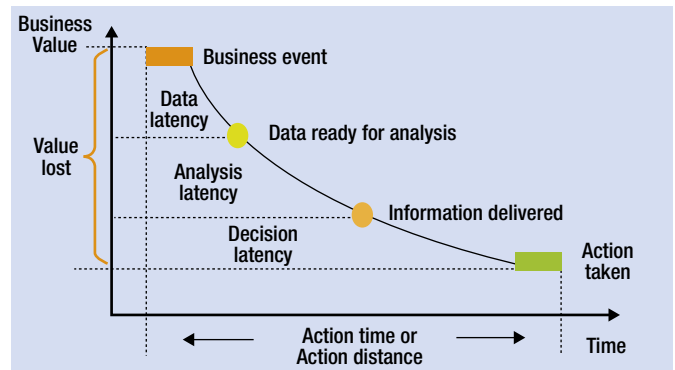 Business
Value
Business event
Data
latency
Data ready for analysis
Value
lost
Analysis
latency
Information delivered
Decision
latency
Action
taken
Action time or
Action distance
Time